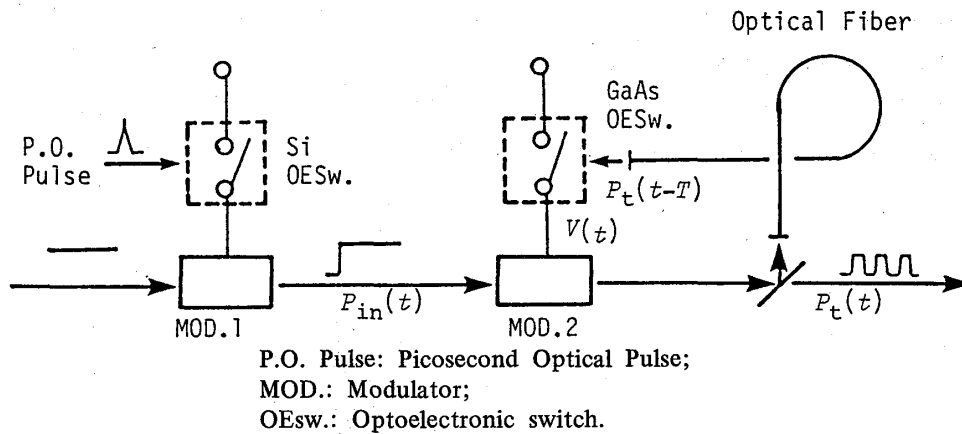 Optical Fiber
GaAs
OESw.
P.O.
Pulse
Si
OESw.
P_t(t-T)
V(t)
P_in(t)
P_t(t)
MOD.1
MOD.2
P.O. Pulse: Picosecond Optical Pulse;
MOD.: Modulator;
OEsw.: Optoelectronic switch.